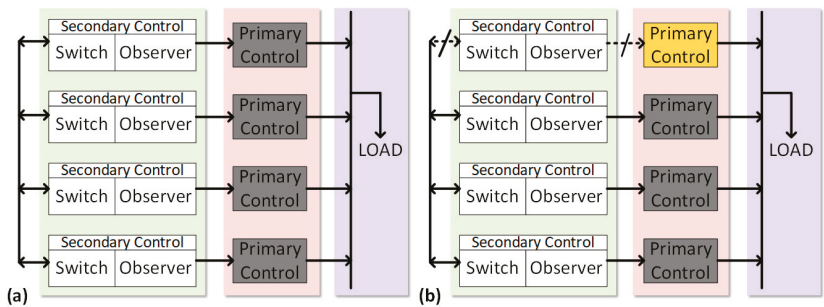 Secondary Control
Switch Observer
Primary
Control
Secondary Control
Switch Observer
Primary
Control
LOAD
Secondary Control
Switch Observer
Primary
Control
Secondary Control
Switch Observer
Primary
Control
(a)
Secondary Control
Switch Observer
Primary
Control
Secondary Control
Switch Observer
Primary
Control
LOAD
Secondary Control
Switch Observer
Primary
Control
Secondary Control
Switch Observer
Primary
Control
(b)